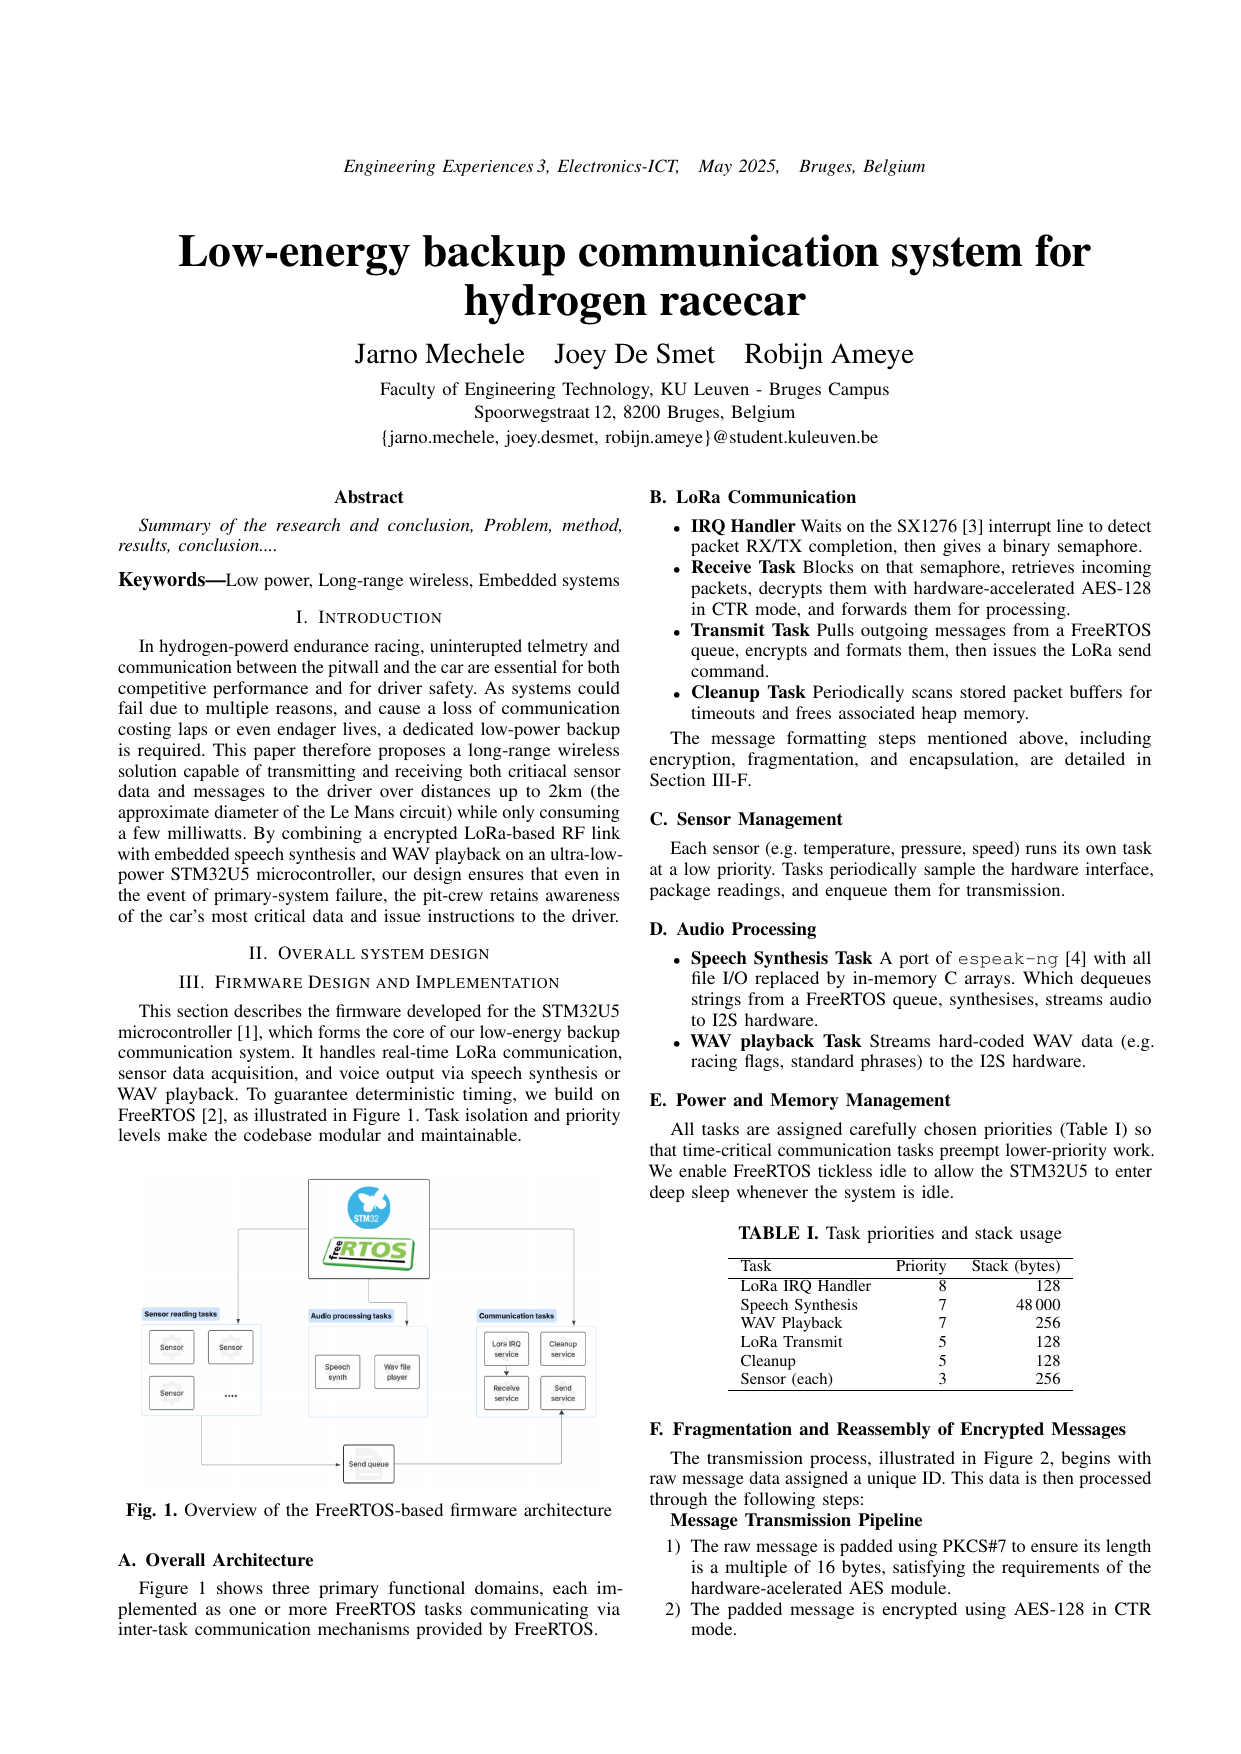 Engineering Experiences 3, Electronics-ICT, May 2025, Bruges, Belgium
Low-energy backup communication system for
hydrogen racecar
Jarno Mechele Joey De Smet Robijn Ameye
Faculty of Engineering Technology, KU Leuven - Bruges Campus
Spoorwegstraat 12, 8200 Bruges, Belgium
{jarno.mechele, joey.desmet, robijn.ameye}@student.kuleuven.be
Abstract
Summary of the research and conclusion, Problem, method,
results, conclusion....
Keywords—Low power, Long-range wireless, Embedded systems
I. INTRODUCTION
In hydrogen-powerd endurance racing, uninterupted telmetry and
communication between the pitwall and the car are essential for both
competitive performance and for driver safety. As systems could
fail due to multiple reasons, and cause a loss of communication
costing laps or even endager lives, a dedicated low-power backup
is required. This paper therefore proposes a long-range wireless
solution capable of transmitting and receiving both critiacal sensor
data and messages to the driver over distances up to 2km (the
approximate diameter of the Le Mans circuit) while only consuming
a few milliwatts. By combining a encrypted LoRa-based RF link
with embedded speech synthesis and WAV playback on an ultra-low-
power STM32U5 microcontroller, our design ensures that even in
the event of primary-system failure, the pit-crew retains awareness
of the car's most critical data and issue instructions to the driver.
II. OVERALL SYSTEM DESIGN
III. FIRMWARE DESIGN AND IMPLEMENTATION
This section describes the firmware developed for the STM32U5
microcontroller [1], which forms the core of our low-energy backup
communication system. It handles real-time LoRa communication,
sensor data acquisition, and voice output via speech synthesis or
WAV playback. To guarantee deterministic timing, we build on
FreeRTOS [2], as illustrated in Figure 1. Task isolation and priority
levels make the codebase modular and maintainable.
STM32
free RTOS
Sensor reading tasks
Sensor Sensor
Sensor ....
Audio processing tasks
Speech synth
Wav file player
Communication tasks
Lora IRQ service
Cleanup service
Receive service
Send service
Send queue
Fig. 1. Overview of the FreeRTOS-based firmware architecture
A. Overall Architecture
Figure 1 shows three primary functional domains, each im-
plemented as one or more FreeRTOS tasks communicating via
inter-task communication mechanisms provided by FreeRTOS.
B. LoRa Communication
• IRQ Handler Waits on the SX1276 [3] interrupt line to detect
packet RX/TX completion, then gives a binary semaphore.
• Receive Task Blocks on that semaphore, retrieves incoming
packets, decrypts them with hardware-accelerated AES-128
in CTR mode, and forwards them for processing.
• Transmit Task Pulls outgoing messages from a FreeRTOS
queue, encrypts and formats them, then issues the LoRa send
command.
• Cleanup Task Periodically scans stored packet buffers for
timeouts and frees associated heap memory.
The message formatting steps mentioned above, including
encryption, fragmentation, and encapsulation, are detailed in
Section III-F.
C. Sensor Management
Each sensor (e.g. temperature, pressure, speed) runs its own task
at a low priority. Tasks periodically sample the hardware interface,
package readings, and enqueue them for transmission.
D. Audio Processing
• Speech Synthesis Task A port of espeak-ng [4] with all
file I/O replaced by in-memory C arrays. Which dequeues
strings from a FreeRTOS queue, synthesises, streams audio
to I2S hardware.
• WAV playback Task Streams hard-coded WAV data (e.g.
racing flags, standard phrases) to the I2S hardware.
E. Power and Memory Management
All tasks are assigned carefully chosen priorities (Table I) so
that time-critical communication tasks preempt lower-priority work.
We enable FreeRTOS tickless idle to allow the STM32U5 to enter
deep sleep whenever the system is idle.
TABLE I. Task priorities and stack usage
Task Priority Stack (bytes)
LoRa IRQ Handler 8 128
Speech Synthesis 7 48 000
WAV Playback 7 256
LoRa Transmit 5 128
Cleanup 5 128
Sensor (each) 3 256
F. Fragmentation and Reassembly of Encrypted Messages
The transmission process, illustrated in Figure 2, begins with
raw message data assigned a unique ID. This data is then processed
through the following steps:
Message Transmission Pipeline
1) The raw message is padded using PKCS#7 to ensure its length
is a multiple of 16 bytes, satisfying the requirements of the
hardware-acelerated AES module.
2) The padded message is encrypted using AES-128 in CTR
mode.